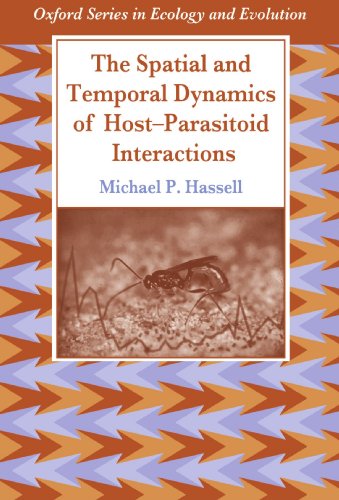 Oxford Series in Ecology and Evolution
The Spatial and
Temporal Dynamics
of Host–Parasitoid
Interactions
Michael P. Hassell